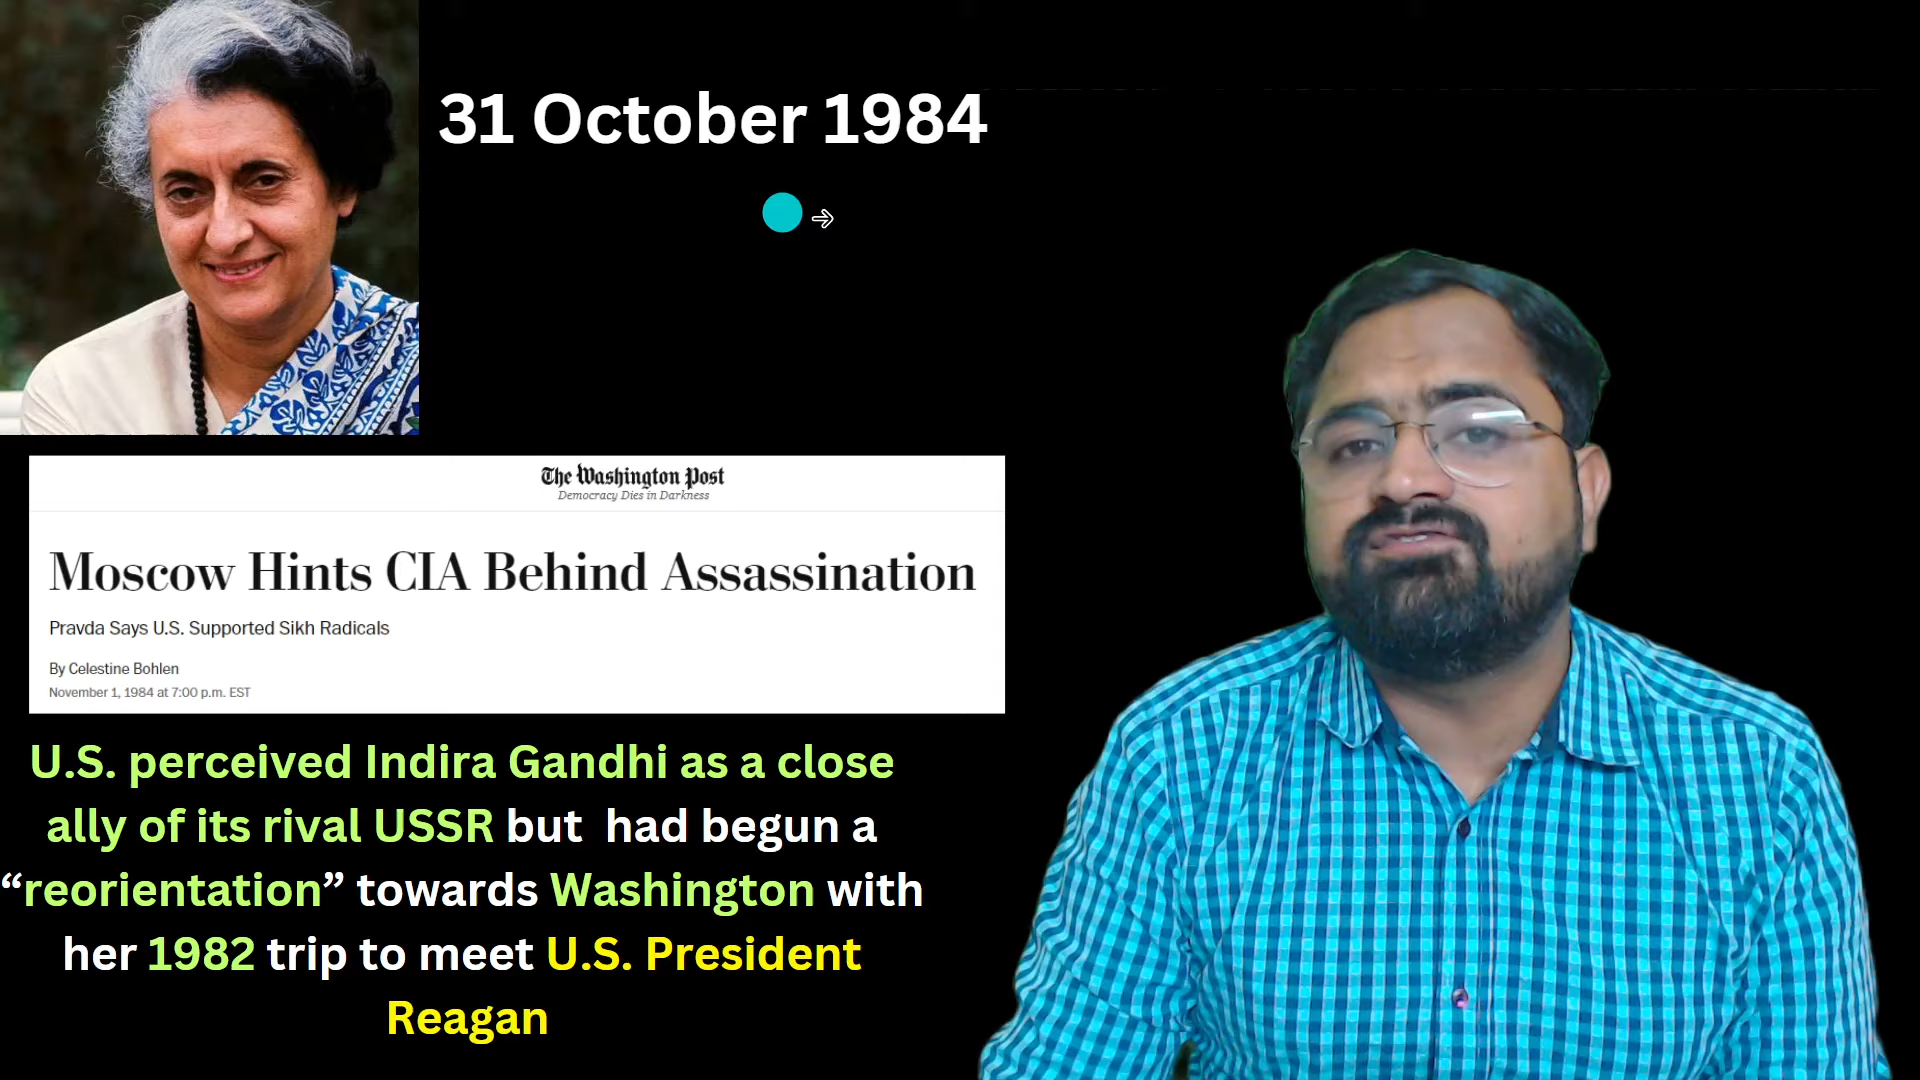 31 October 1984
The Washington Post
Democracy Dies in Darkness
Moscow Hints CIA Behind Assassination
Pravda Says U.S. Supported Sikh Radicals
By Celestine Bohlen
November 1, 1984 at 7:00 p.m. EST
U.S. perceived Indira Gandhi as a close
ally of its rival USSR but had begun a
“reorientation” towards Washington with
her 1982 trip to meet U.S. President
Reagan